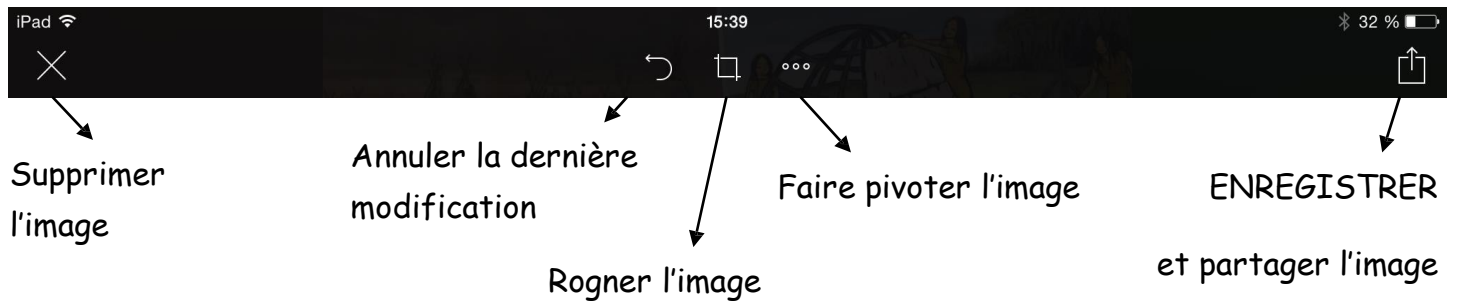 iPad 15:39 32 %
Supprimer
l'image
Annuler la dernière
modification
Rogner l'image
Faire pivoter l'image
ENREGISTRER
et partager l'image